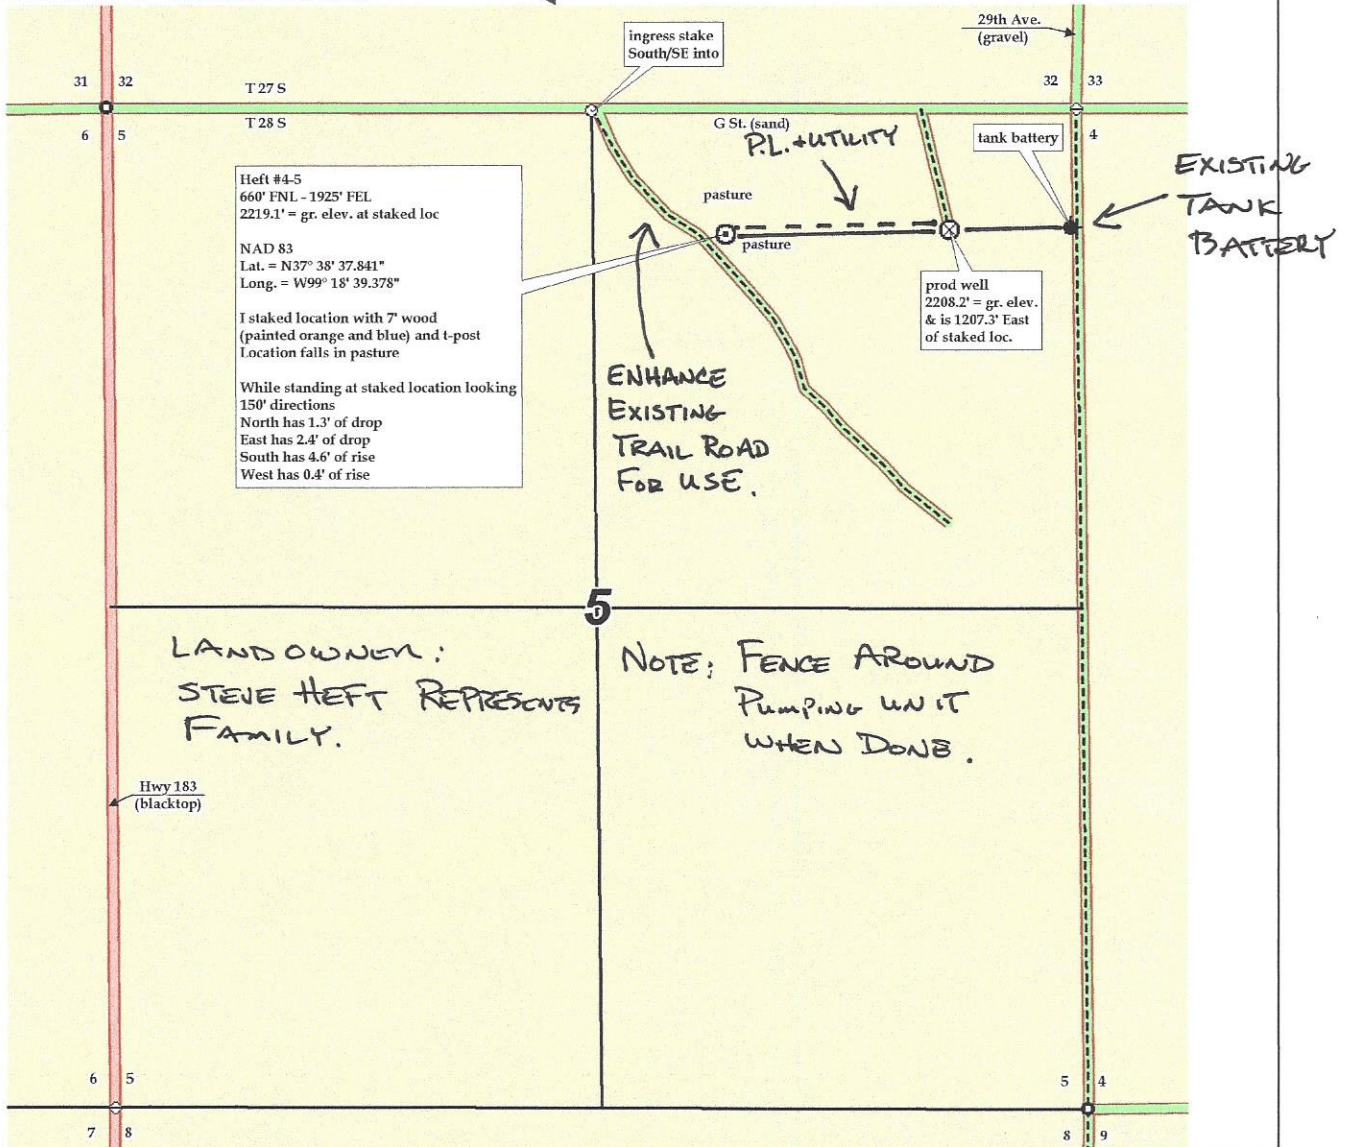 29th Ave.
(gravel)
ingress stake
South/SE into
31 32
32 33
T 27 S
T 28 S
6 5
4
G St. (sand)
P.L. + UTILITY
tank battery
EXISTING
TANK
BATTERY
Heft #4-5
660' FNL - 1925' FEL
2219.1' = gr. elev. at staked loc
NAD 83
Lat. = N37° 38' 37.841"
Long. = W99° 18' 39.378"
I staked location with 7' wood
(painted orange and blue) and t-post
Location falls in pasture
While standing at staked location looking
150' directions
North has 1.3' of drop
East has 2.4' of drop
South has 4.6' of rise
West has 0.4' of rise
pasture
pasture
prod well
2208.2' = gr. elev.
& is 1207.3' East
of staked loc.
ENHANCE
EXISTING
TRAIL ROAD
FOR USE.
5
LANDOWNER:
STEVE HEFT REPRESENTS
FAMILY.
NOTE: FENCE AROUND
PUMPING UNIT
WHEN DONE.
Hwy 183
(blacktop)
6 5
5 4
7 8
8 9